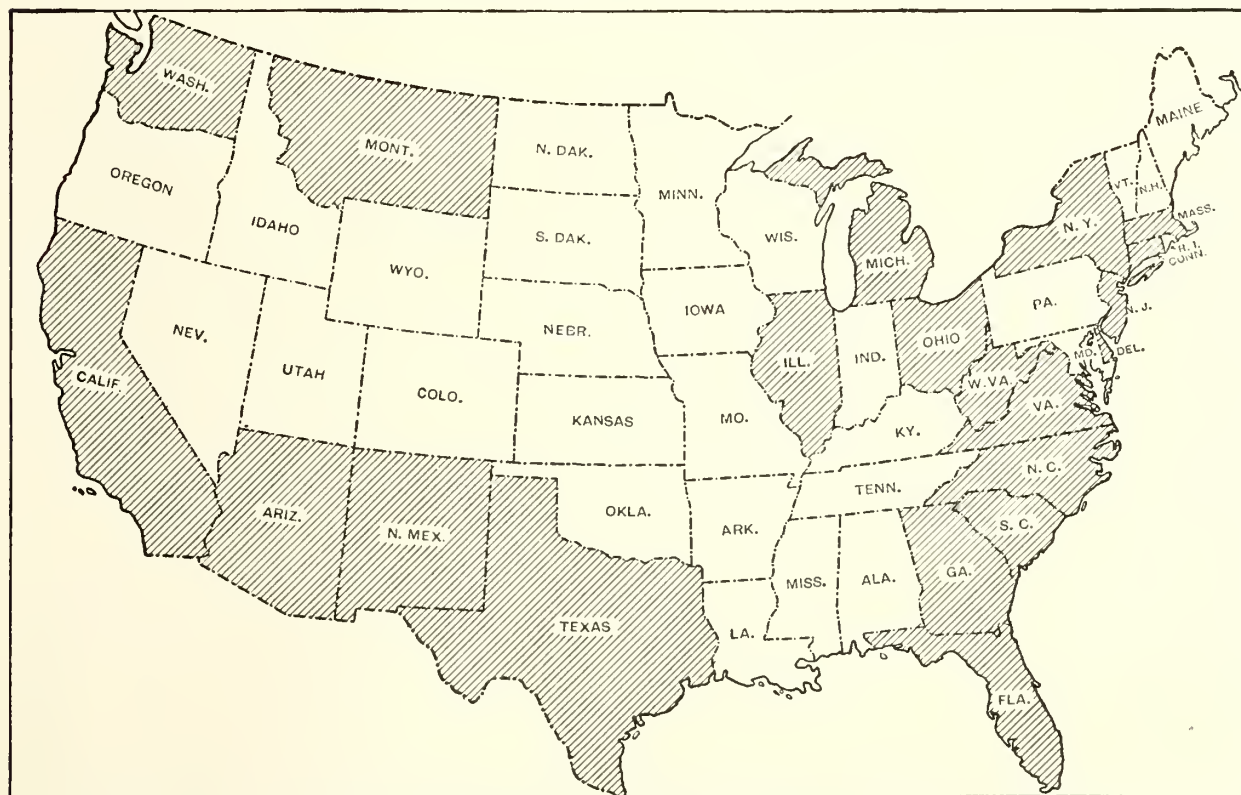 WASH.
MONT.
N. DAK.
MINN.
MAINE
OREGON
IDAHO
S. DAK.
WIS.
VT.
N.H.
N. Y.
MASS.
R. I.
CONN.
WYO.
MICH.
NEV.
NEBR.
IOWA
PA.
N. J.
CALIF.
UTAH
COLO.
ILL.
IND.
OHIO
MD.
DEL.
W. VA.
VA.
KANSAS
MO.
KY.
N. C.
TENN.
ARIZ.
N. MEX.
OKLA.
ARK.
S. C.
MISS.
ALA.
GA.
TEXAS
LA.
FLA.